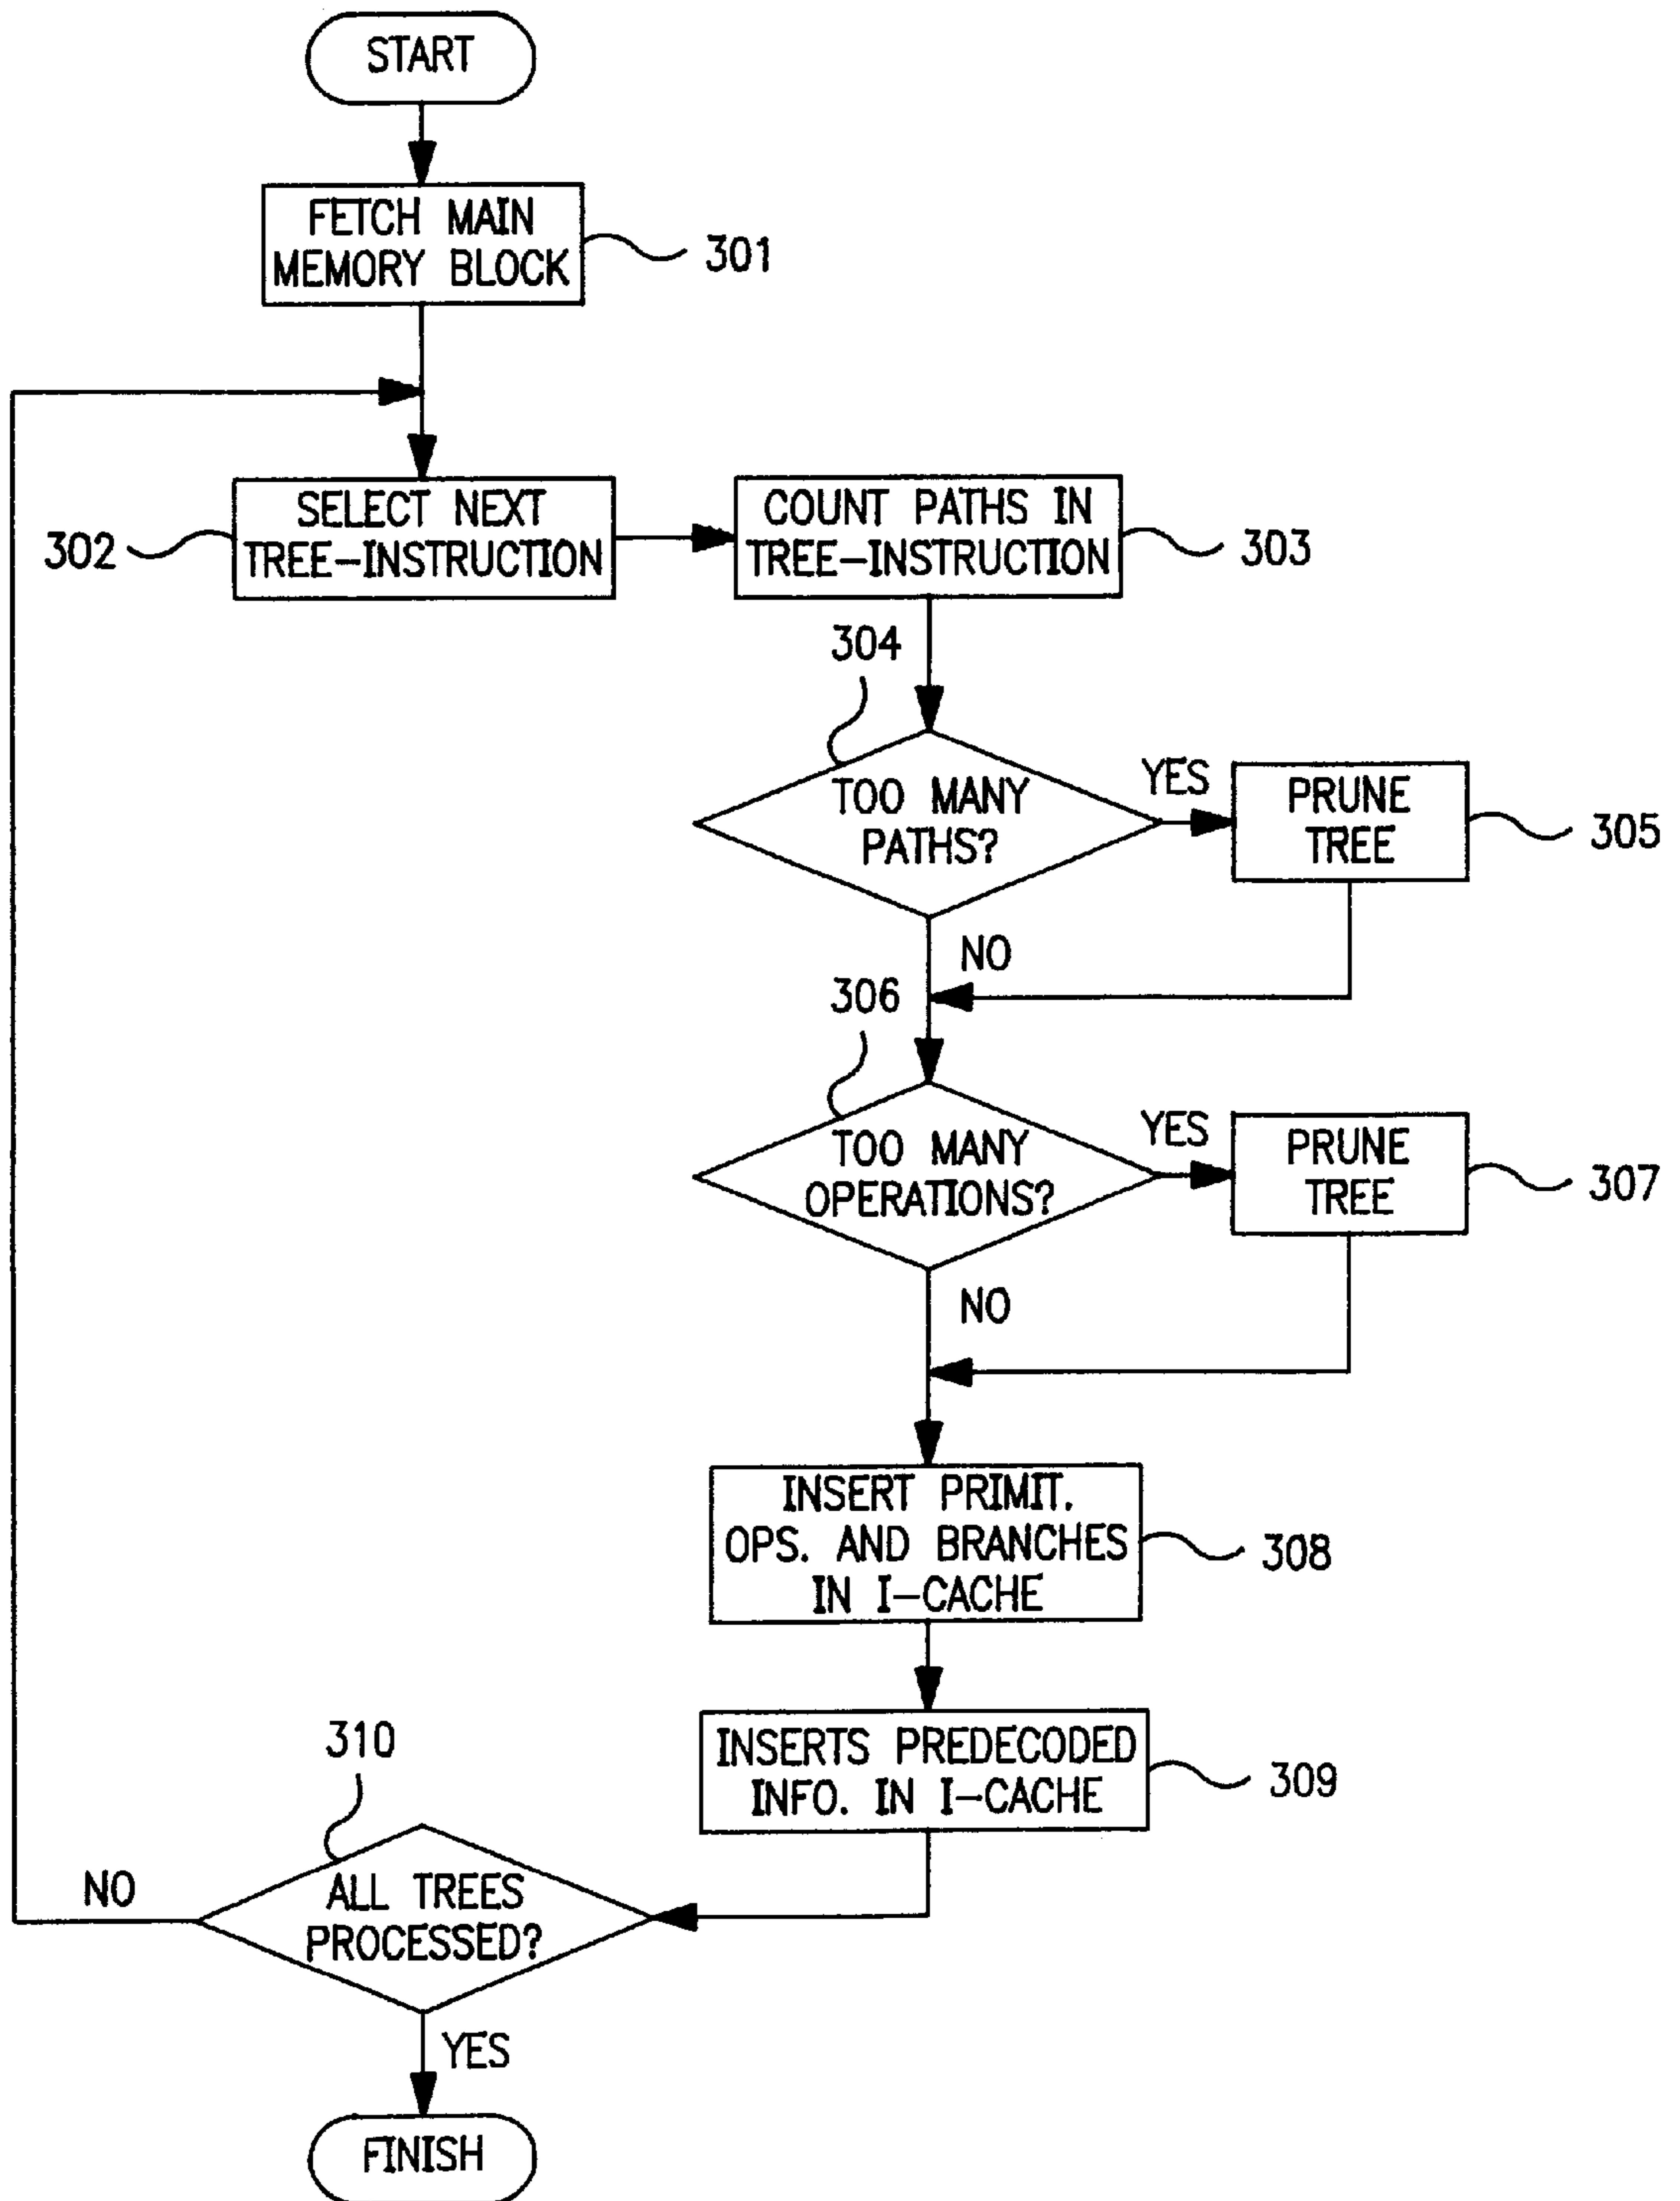 START
FETCH MAIN
MEMORY BLOCK
301
SELECT NEXT
TREE-INSTRUCTION
302
COUNT PATHS IN
TREE-INSTRUCTION
303
304
TOO MANY
PATHS?
YES
PRUNE
TREE
305
NO
306
TOO MANY
OPERATIONS?
YES
PRUNE
TREE
307
NO
INSERT PRIMIT.
OPS. AND BRANCHES
IN I-CACHE
308
INSERTS PREDECODED
INFO. IN I-CACHE
309
310
ALL TREES
PROCESSED?
NO
YES
FINISH